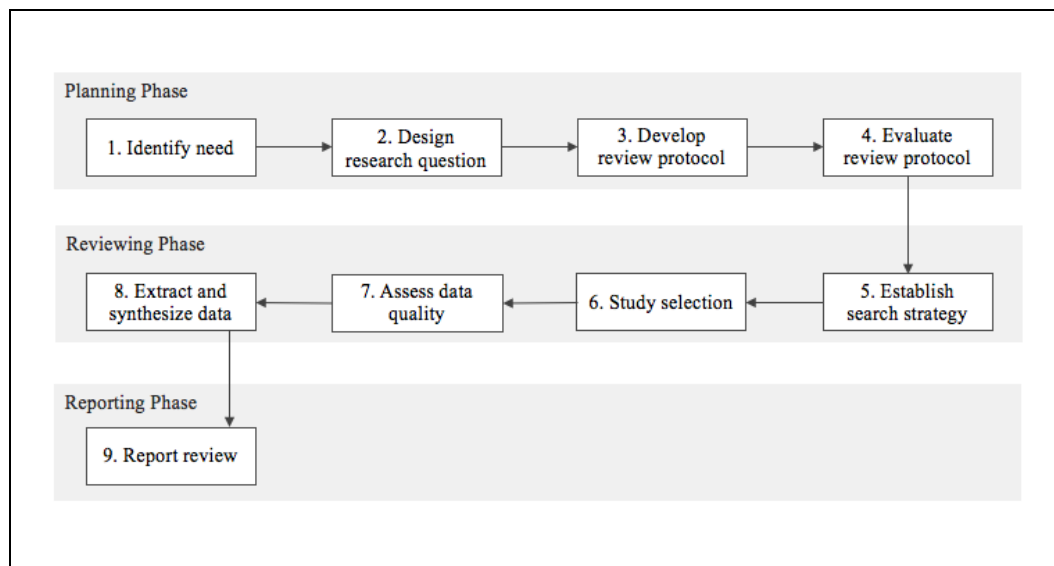 Planning Phase
1. Identify need
2. Design
research question
3. Develop
review protocol
4. Evaluate
review protocol
Reviewing Phase
8. Extract and
synthesize data
7. Assess data
quality
6. Study selection
5. Establish
search strategy
Reporting Phase
9. Report review